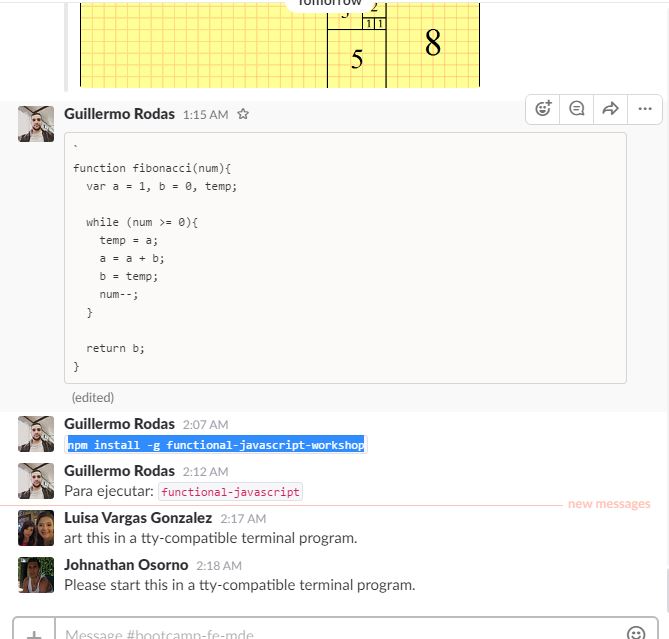 Tomorrow
3
2
1 1
5
8
Guillermo Rodas 1:15 AM
`
function fibonacci(num){
  var a = 1, b = 0, temp;
  while (num >= 0){
    temp = a;
    a = a + b;
    b = temp;
    num--;
  }
  return b;
}
(edited)
Guillermo Rodas 2:07 AM
npm install -g functional-javascript-workshop
Guillermo Rodas 2:12 AM
Para ejecutar: functional-javascript
new messages
Luisa Vargas Gonzalez 2:17 AM
art this in a tty-compatible terminal program.
Johnathan Osorno 2:18 AM
Please start this in a tty-compatible terminal program.
Message #bootcamp-fe-mde